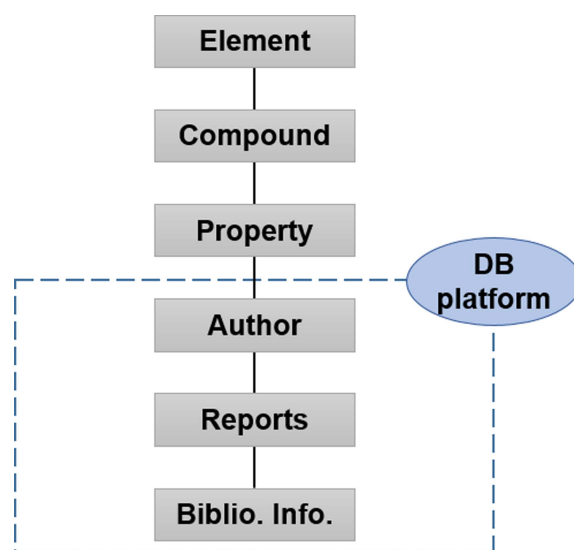 Element
Compound
Property
DB
platform
Author
Reports
Biblio. Info.